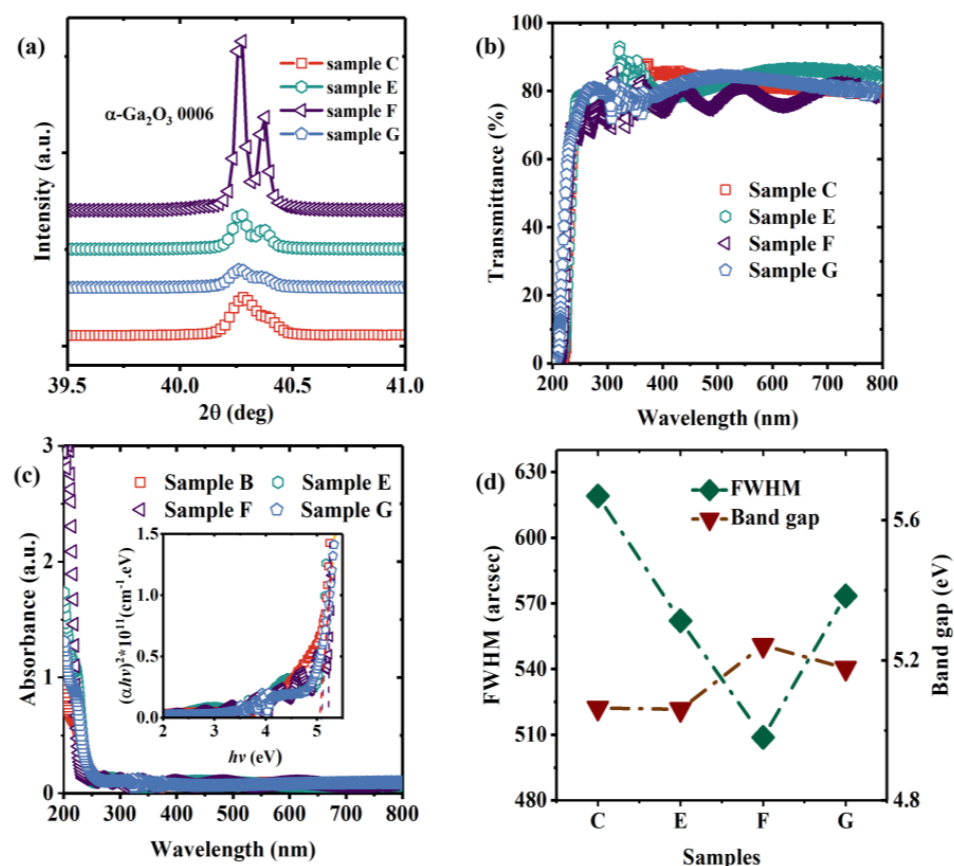 (a)
sample C
sample E
sample F
sample G
α-Ga₂O₃ 0006
Intensity (a.u.)
39.5 40.0 40.5 41.0
2θ (deg)
(b)
100
80
60
40
20
0
Transmittance (%)
Sample C
Sample E
Sample F
Sample G
200 300 400 500 600 700 800
Wavelength (nm)
(c)
3
2
1
0
Absorbance (a.u.)
Sample B Sample E
Sample F Sample G
1.5
1.0
0.5
0.0
(αhν)²*10¹¹(cm⁻¹.eV)
2 3 4 5
hν (eV)
200 300 400 500 600 700 800
Wavelength (nm)
(d)
FWHM
Band gap
630
600
570
540
510
480
FWHM (arcsec)
5.6
5.2
4.8
Band gap (eV)
C E F G
Samples